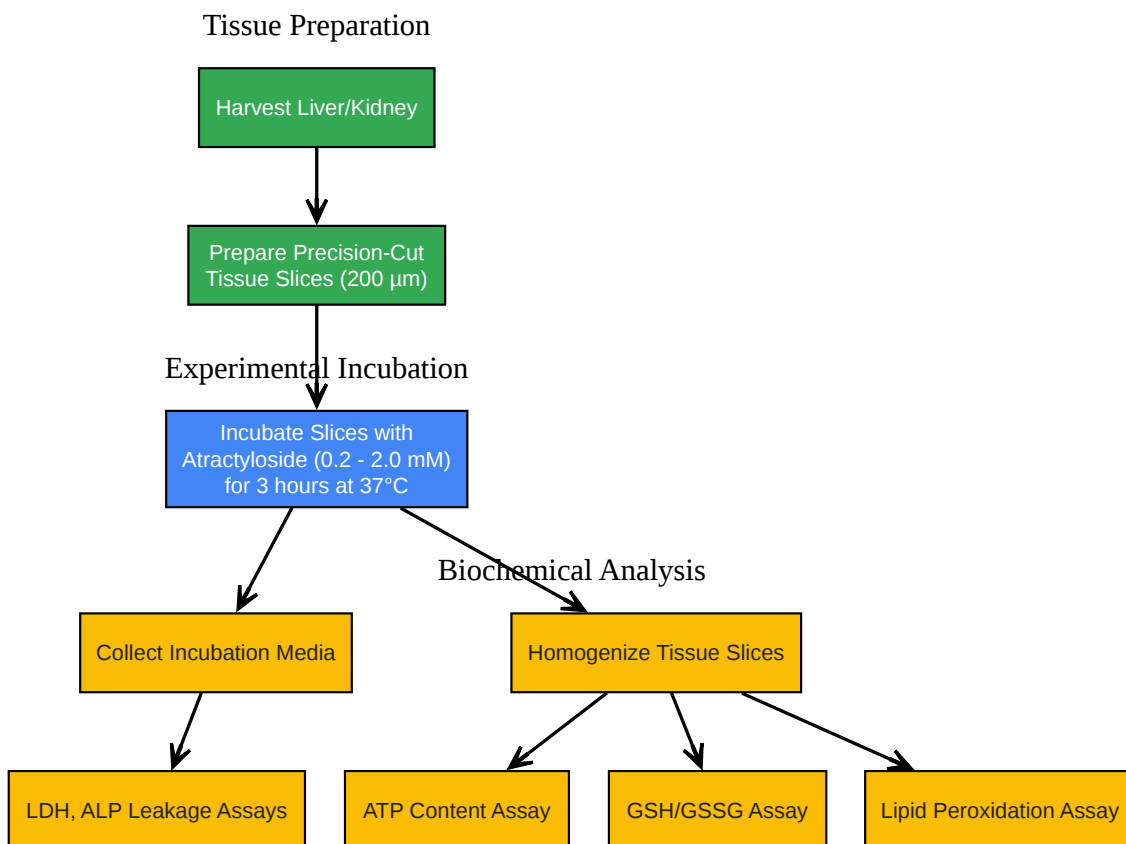 Tissue Preparation
Harvest Liver/Kidney
Prepare Precision-Cut
Tissue Slices (200 µm)
Experimental Incubation
Incubate Slices with
Atractyloside (0.2 - 2.0 mM)
for 3 hours at 37°C
Biochemical Analysis
Collect Incubation Media
Homogenize Tissue Slices
LDH, ALP Leakage Assays
ATP Content Assay
GSH/GSSG Assay
Lipid Peroxidation Assay